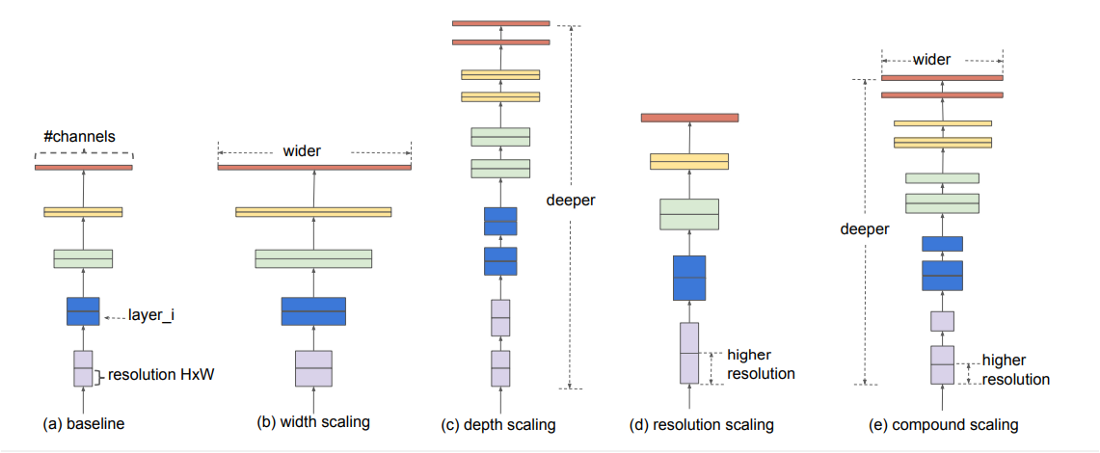 #channels
layer_i
resolution HxW
(a) baseline
wider
(b) width scaling
deeper
(c) depth scaling
higher
resolution
(d) resolution scaling
wider
deeper
higher
resolution
(e) compound scaling